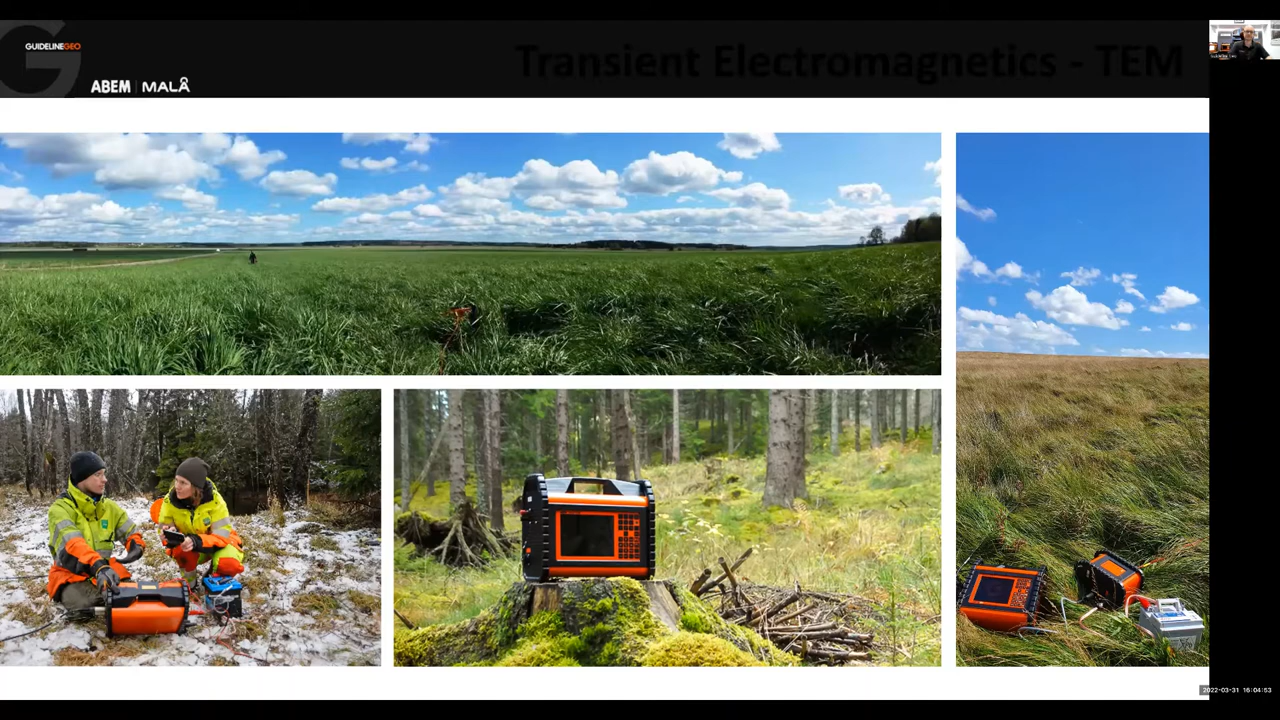 GUIDELINEGEO
ABEM | MALÅ
Transient Electromagnetics - TEM
2022-03-31 16:04:53